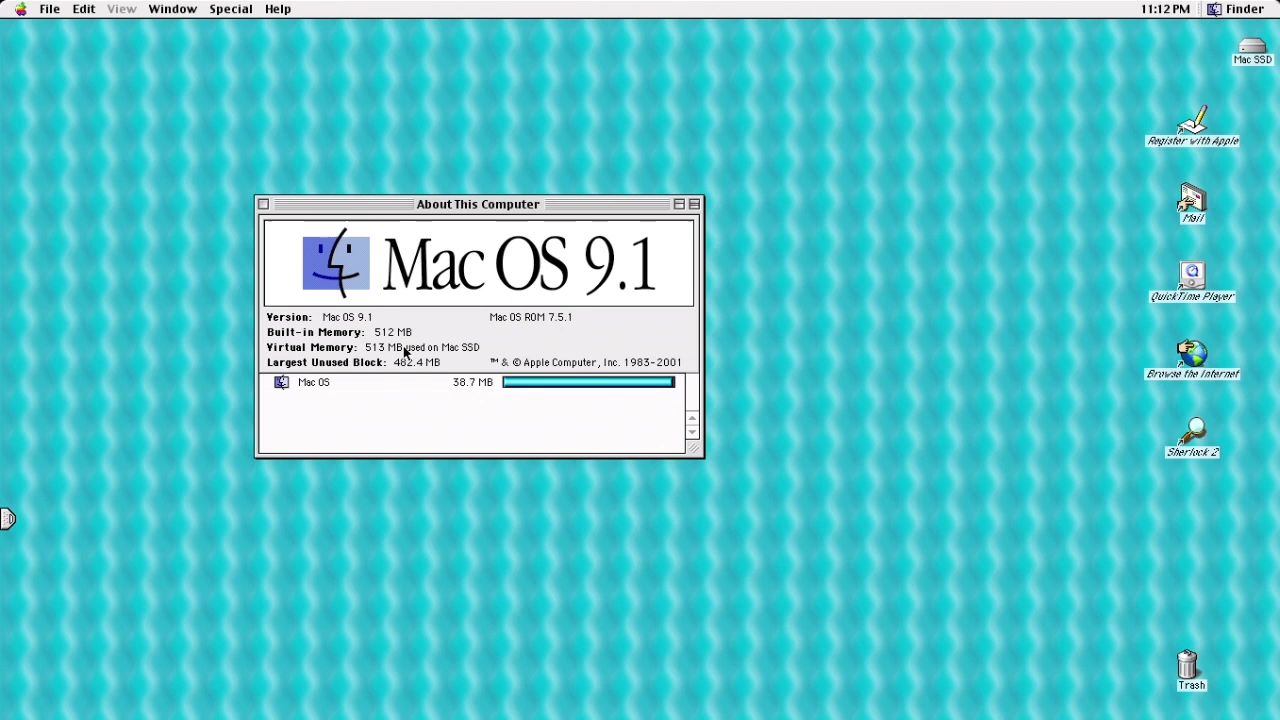 File Edit View Window Special Help 11:12 PM Finder
Mac SSD
Register with Apple
Mail
About This Computer
Mac OS 9.1
QuickTime Player
Version: Mac OS 9.1 Mac OS ROM 7.5.1
Built-in Memory: 512 MB
Virtual Memory: 513 MB used on Mac SSD
Largest Unused Block: 482.4 MB ™ & © Apple Computer, Inc. 1983-2001
Mac OS 38.7 MB
Browse the Internet
Sherlock 2
Trash